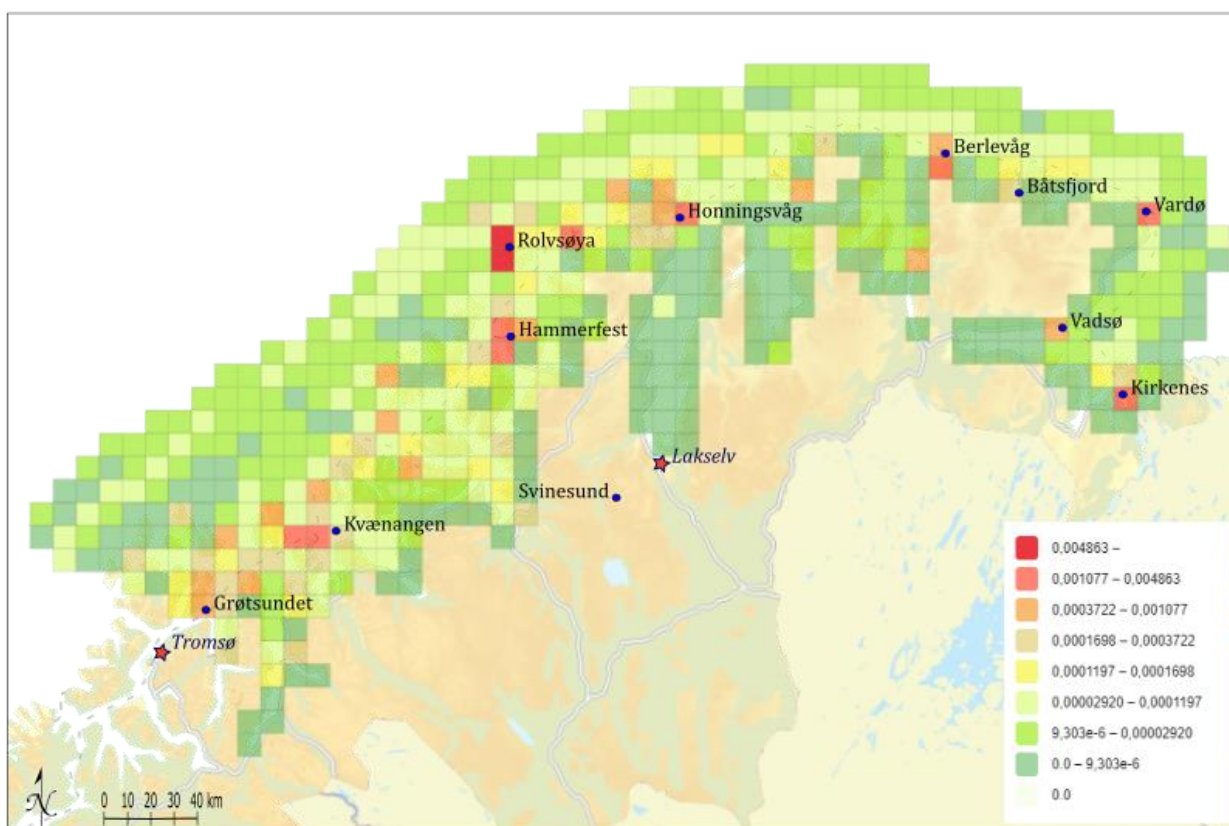 Berlevåg
Båtsfjord
Vardø
Honningsvåg
Rolvsøya
Vadsø
Hammerfest
Kirkenes
Lakselv
Svinesund
Kvænangen
Grøtsundet
Tromsø
0,004863 –
0,001077 – 0,004863
0,0003722 – 0,001077
0,0001698 – 0,0003722
0,0001197 – 0,0001698
0,00002920 – 0,0001197
9,303e-6 – 0,00002920
0.0 – 9,303e-6
0.0
N
0 10 20 30 40 km